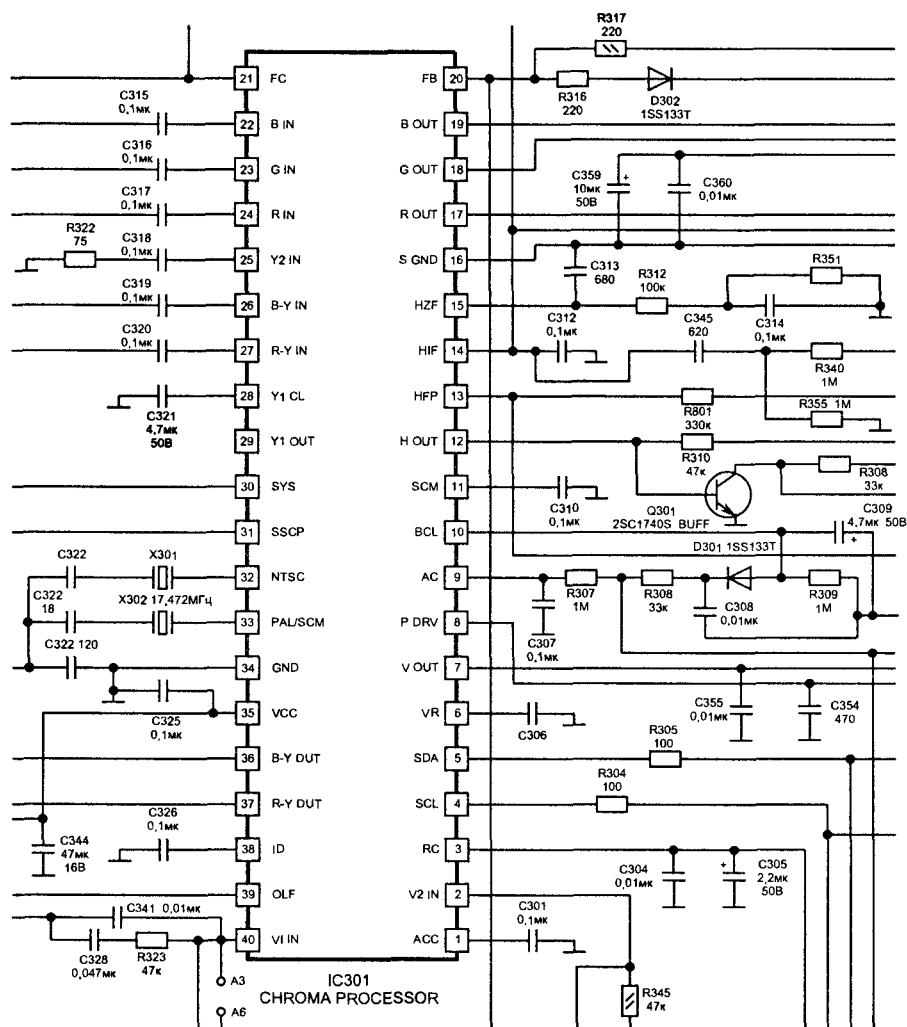 R317
220
21 FC
FB 20
R316
220
D302
1SS133T
C315
0,1мк
22 B IN
B OUT 19
C316
0,1мк
23 G IN
G OUT 18
C359
10мк
50В
C360
0,01мк
C317
0,1мк
24 R IN
R OUT 17
R322
75
C318
0,1мк
25 Y2 IN
S GND 16
C313
680
R312
100к
R351
C319
0,1мк
26 B-Y IN
HZF 15
C312
0,1мк
C345
620
C314
0,1мк
C320
0,1мк
27 R-Y IN
HIF 14
R340
1М
C321
4,7мк
50В
28 Y1 CL
HFP 13
R801
330к
R355 1М
29 Y1 OUT
H OUT 12
R310
47к
R308
33к
30 SYS
SCM 11
C310
0,1мк
Q301
2SC1740S BUFF
C309
4,7мк 50В
31 SSCP
BCL 10
D301 1SS133T
C322
X301
32 NTSC
AC 9
R307
1М
R308
33к
C308
0,01мк
R309
1М
C322
18
X302 17,472МГц
33 PAL/SCM
P DRV 8
C307
0,1мк
C322 120
34 GND
V OUT 7
C325
0,1мк
35 VCC
VR 6
C306
C355
0,01мк
C354
470
36 B-Y DUT
SDA 5
R305
100
37 R-Y DUT
SCL 4
R304
100
C326
0,1мк
C344
47мк
16В
38 ID
RC 3
C304
0,01мк
C305
2,2мк
50В
39 OLF
V2 IN 2
C341 0,01мк
C301
0,1мк
40 VI IN
ACC 1
C328
0,047мк
R323
47к
A3
A6
IC301
CHROMA PROCESSOR
R345
47к